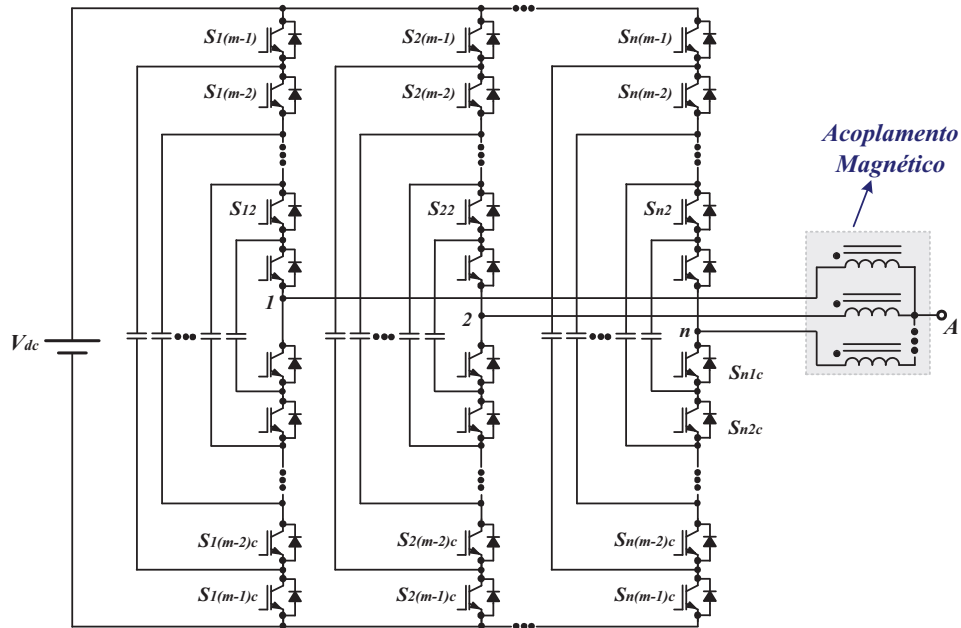 S1(m-1)
S2(m-1)
Sn(m-1)
S1(m-2)
S2(m-2)
Sn(m-2)
Acoplamento
Magnético
S12
S22
Sn2
1
2
n
A
Vdc
Sn1c
Sn2c
S1(m-2)c
S2(m-2)c
Sn(m-2)c
S1(m-1)c
S2(m-1)c
Sn(m-1)c